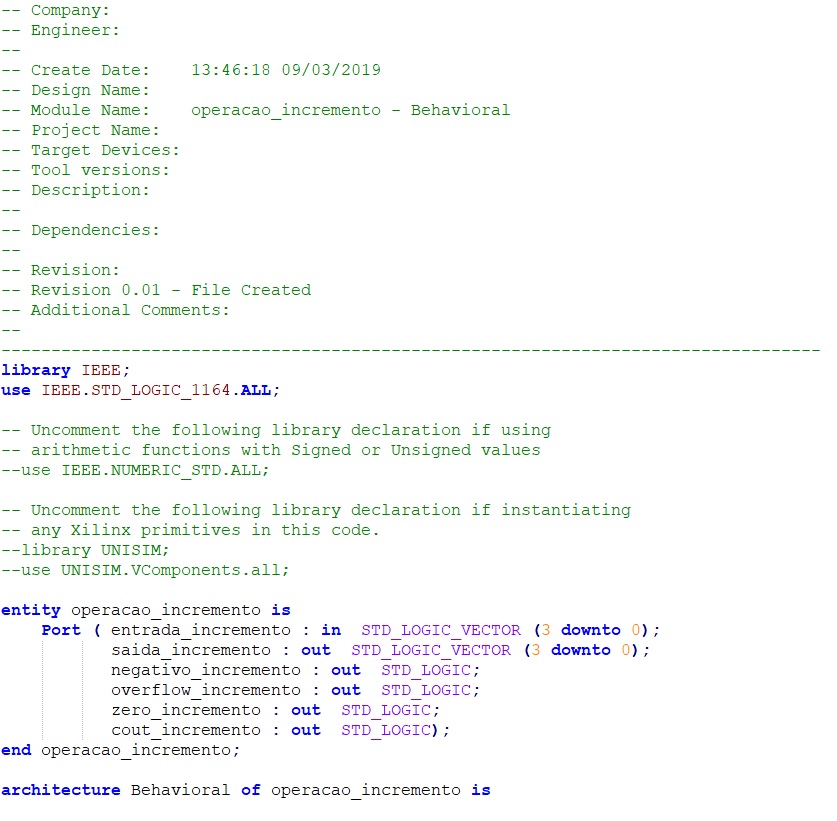 -- Company:
-- Engineer:
--
-- Create Date:    13:46:18 09/03/2019
-- Design Name:
-- Module Name:    operacao_incremento - Behavioral
-- Project Name:
-- Target Devices:
-- Tool versions:
-- Description:
--
-- Dependencies:
--
-- Revision:
-- Revision 0.01 - File Created
-- Additional Comments:
--
----------------------------------------------------------------------------------
library IEEE;
use IEEE.STD_LOGIC_1164.ALL;

-- Uncomment the following library declaration if using
-- arithmetic functions with Signed or Unsigned values
--use IEEE.NUMERIC_STD.ALL;

-- Uncomment the following library declaration if instantiating
-- any Xilinx primitives in this code.
--library UNISIM;
--use UNISIM.VComponents.all;

entity operacao_incremento is
    Port ( entrada_incremento : in  STD_LOGIC_VECTOR (3 downto 0);
           saida_incremento : out  STD_LOGIC_VECTOR (3 downto 0);
           negativo_incremento : out  STD_LOGIC;
           overflow_incremento : out  STD_LOGIC;
           zero_incremento : out  STD_LOGIC;
           cout_incremento : out  STD_LOGIC);
end operacao_incremento;

architecture Behavioral of operacao_incremento is